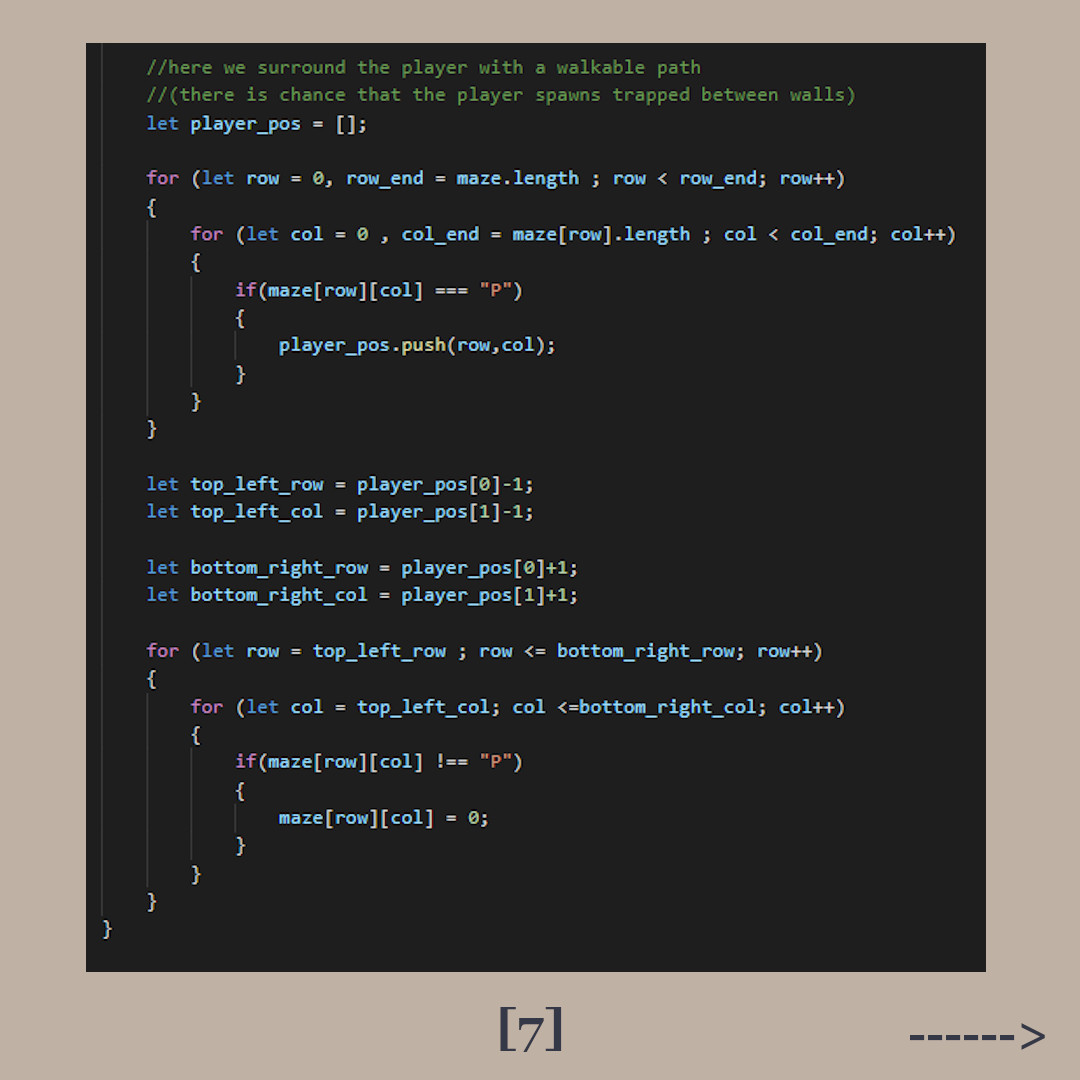 //here we surround the player with a walkable path
//(there is chance that the player spawns trapped between walls)
let player_pos = [];
for (let row = 0, row_end = maze.length ; row < row_end; row++)
{
for (let col = 0 , col_end = maze[row].length ; col < col_end; col++)
{
if(maze[row][col] === "P")
{
player_pos.push(row,col);
}
}
}
let top_left_row = player_pos[0]-1;
let top_left_col = player_pos[1]-1;
let bottom_right_row = player_pos[0]+1;
let bottom_right_col = player_pos[1]+1;
for (let row = top_left_row ; row <= bottom_right_row; row++)
{
for (let col = top_left_col; col <=bottom_right_col; col++)
{
if(maze[row][col] !== "P")
{
maze[row][col] = 0;
}
}
}
}
[7]
------>